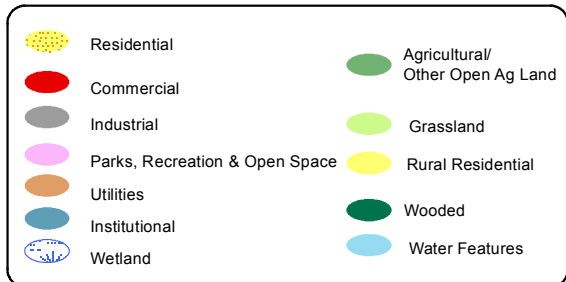 Residential
Commercial
Industrial
Parks, Recreation & Open Space
Utilities
Institutional
Wetland
Agricultural/
Other Open Ag Land
Grassland
Rural Residential
Wooded
Water Features